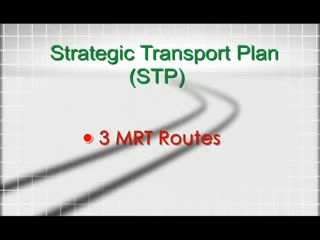 Strategic Transport Plan
(STP)
• 3 MRT Routes